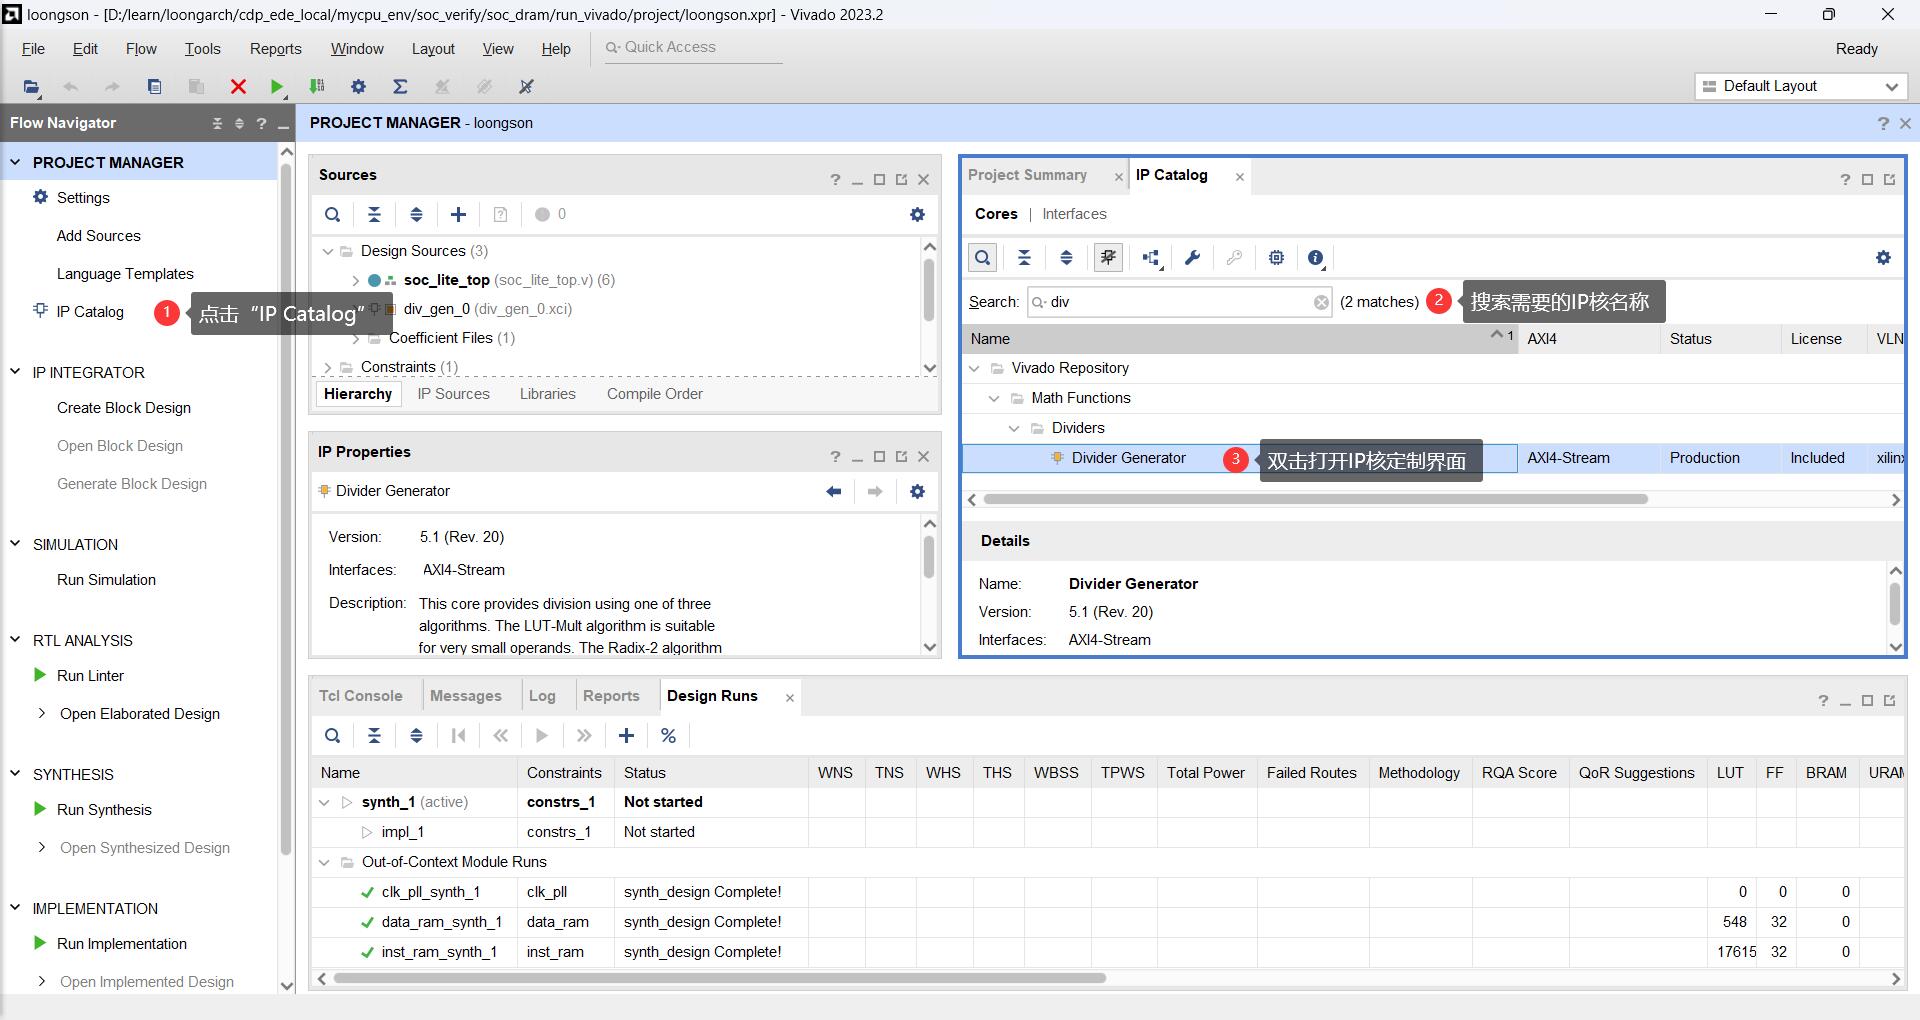 loongson - [D:/learn/loongarch/cdp_ede_local/mycpu_env/soc_verify/soc_dram/run_vivado/project/loongson.xpr] - Vivado 2023.2
File Edit Flow Tools Reports Window Layout View Help Quick Access Ready
Default Layout
Flow Navigator
PROJECT MANAGER - loongson
PROJECT MANAGER
Settings
Add Sources
Language Templates
IP Catalog
1 点击“IP Catalog”
IP INTEGRATOR
Create Block Design
Open Block Design
Generate Block Design
SIMULATION
Run Simulation
RTL ANALYSIS
Run Linter
Open Elaborated Design
SYNTHESIS
Run Synthesis
Open Synthesized Design
IMPLEMENTATION
Run Implementation
Open Implemented Design
Sources
0
Design Sources (3)
soc_lite_top (soc_lite_top.v) (6)
div_gen_0 (div_gen_0.xci)
Coefficient Files (1)
Constraints (1)
Hierarchy IP Sources Libraries Compile Order
IP Properties
Divider Generator
Version: 5.1 (Rev. 20)
Interfaces: AXI4-Stream
Description: This core provides division using one of three
algorithms. The LUT-Mult algorithm is suitable
for very small operands. The Radix-2 algorithm
Project Summary IP Catalog
Cores | Interfaces
Search: div (2 matches) 2 搜索需要的IP核名称
Name 1 AXI4 Status License VLN
Vivado Repository
Math Functions
Dividers
Divider Generator 3 双击打开IP核定制界面 AXI4-Stream Production Included xilinx
Details
Name: Divider Generator
Version: 5.1 (Rev. 20)
Interfaces: AXI4-Stream
Tcl Console Messages Log Reports Design Runs
Name Constraints Status WNS TNS WHS THS WBSS TPWS Total Power Failed Routes Methodology RQA Score QoR Suggestions LUT FF BRAM URAM
synth_1 (active) constrs_1 Not started
impl_1 constrs_1 Not started
Out-of-Context Module Runs
clk_pll_synth_1 clk_pll synth_design Complete! 0 0 0
data_ram_synth_1 data_ram synth_design Complete! 548 32 0
inst_ram_synth_1 inst_ram synth_design Complete! 17615 32 0